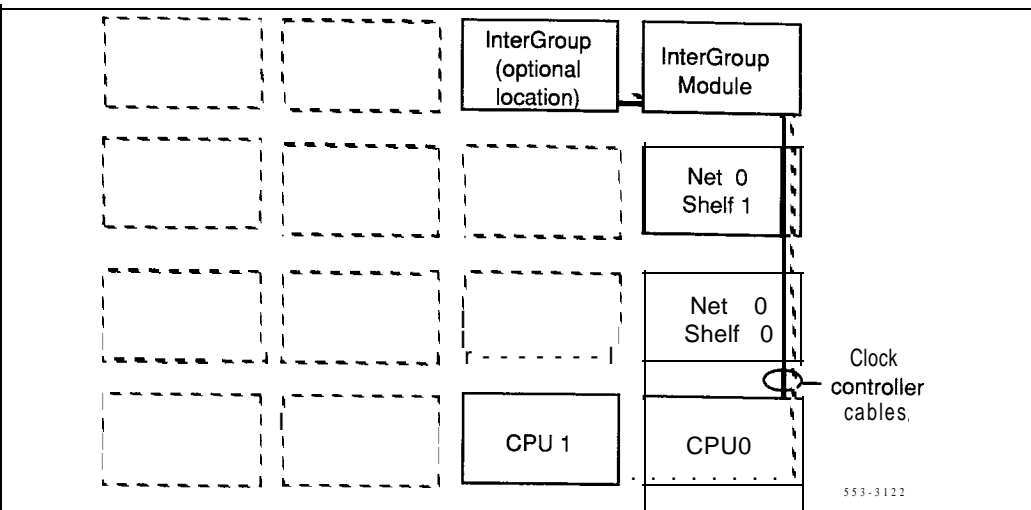 InterGroup
(optional
location)
InterGroup
Module
Net 0
Shelf 1
Net 0
Shelf 0
Clock
controller
cables
CPU 1
CPU0
553-3122